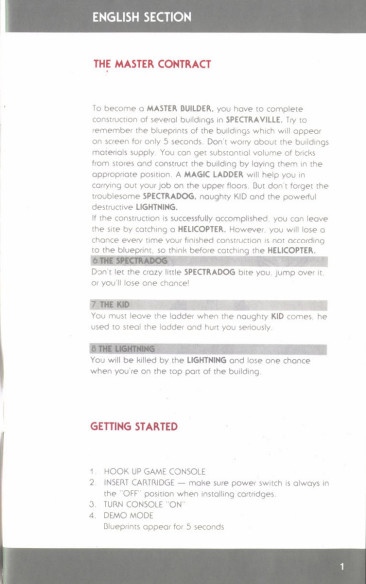 ENGLISH SECTION
THE MASTER CONTRACT
To become a MASTER BUILDER, you have to complete
construction of several buildings in SPECTRAVILLE. Try to
remember the blueprints of the buildings which will appear
on screen for only 5 seconds. Don't worry about the buildings
materials supply. You can get substantial volume of bricks
from stores and construct the building by laying them in the
appropriate position. A MAGIC LADDER will help you in
carrying out your job on the upper floors. But don't forget the
troublesome SPECTRADOG, naughty KID and the powerful
destructive LIGHTNING.
If the construction is successfully accomplished, you can leave
the site by catching a HELICOPTER. However, you will lose a
chance every time your finished construction is not according
to the blueprint, so think before catching the HELICOPTER.
6 THE SPECTRADOG
Don't let the crazy little SPECTRADOG bite you, jump over it,
or you'll lose one chance!
7 THE KID
You must leave the ladder when the naughty KID comes, he
used to steal the ladder and hurt you seriously.
8 THE LIGHTNING
You will be killed by the LIGHTNING and lose one chance
when you're on the top part of the building.
GETTING STARTED
1. HOOK UP GAME CONSOLE
2. INSERT CARTRIDGE — make sure power switch is always in
the "OFF" position when installing cartridges.
3. TURN CONSOLE "ON"
4. DEMO MODE
Blueprints appear for 5 seconds
1